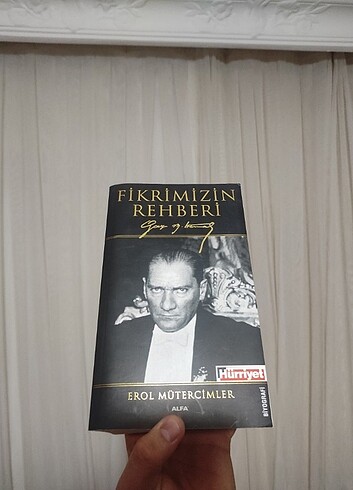 FİKRİMİZİN
REHBERİ
Hürriyet
EROL MÜTERCİMLER
ALFA
BİYOGRAFİ